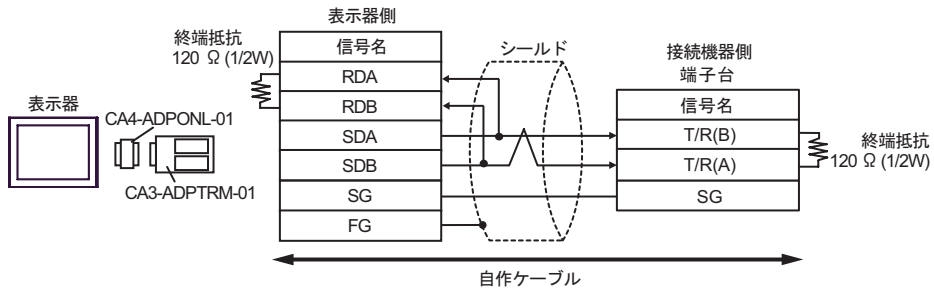 表示器側
終端抵抗
120 Ω (1/2W)
信号名
RDA
RDB
SDA
SDB
SG
FG
シールド
接続機器側
端子台
信号名
T/R(B)
T/R(A)
SG
終端抵抗
120 Ω (1/2W)
表示器
CA4-ADPONL-01
CA3-ADPTRM-01
自作ケーブル